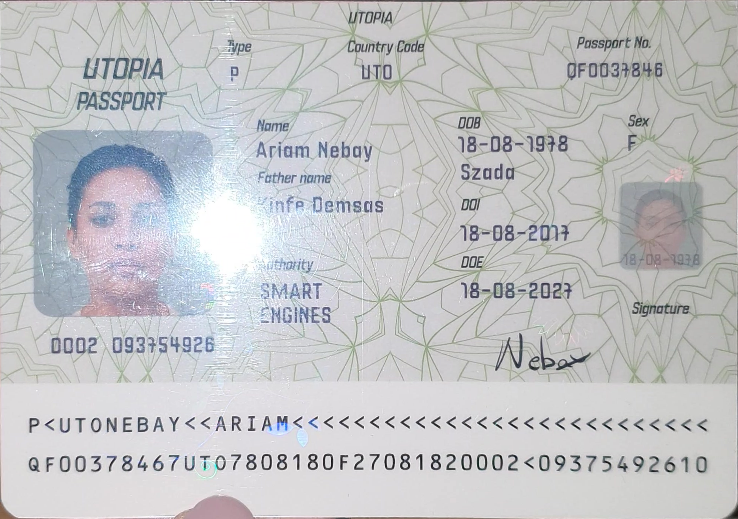 UTOPIA
UTOPIA
PASSPORT
Type
P
Country Code
UTO
Passport No.
QF0037846
Name
Ariam Nebay
Father name
Kinfe Demsas
Authority
SMART
ENGINES
DOB
18-08-1978
Szada
DOI
18-08-2017
DOE
18-08-2027
Sex
F
18-08-1978
Signature
Nebay
0002 093754926
P<UTONEBAY<<ARIAM<<<<<<<<<<<<<<<<<<<<<<<<<<<
QF00378467UTO7808180F27081820002<09375492610